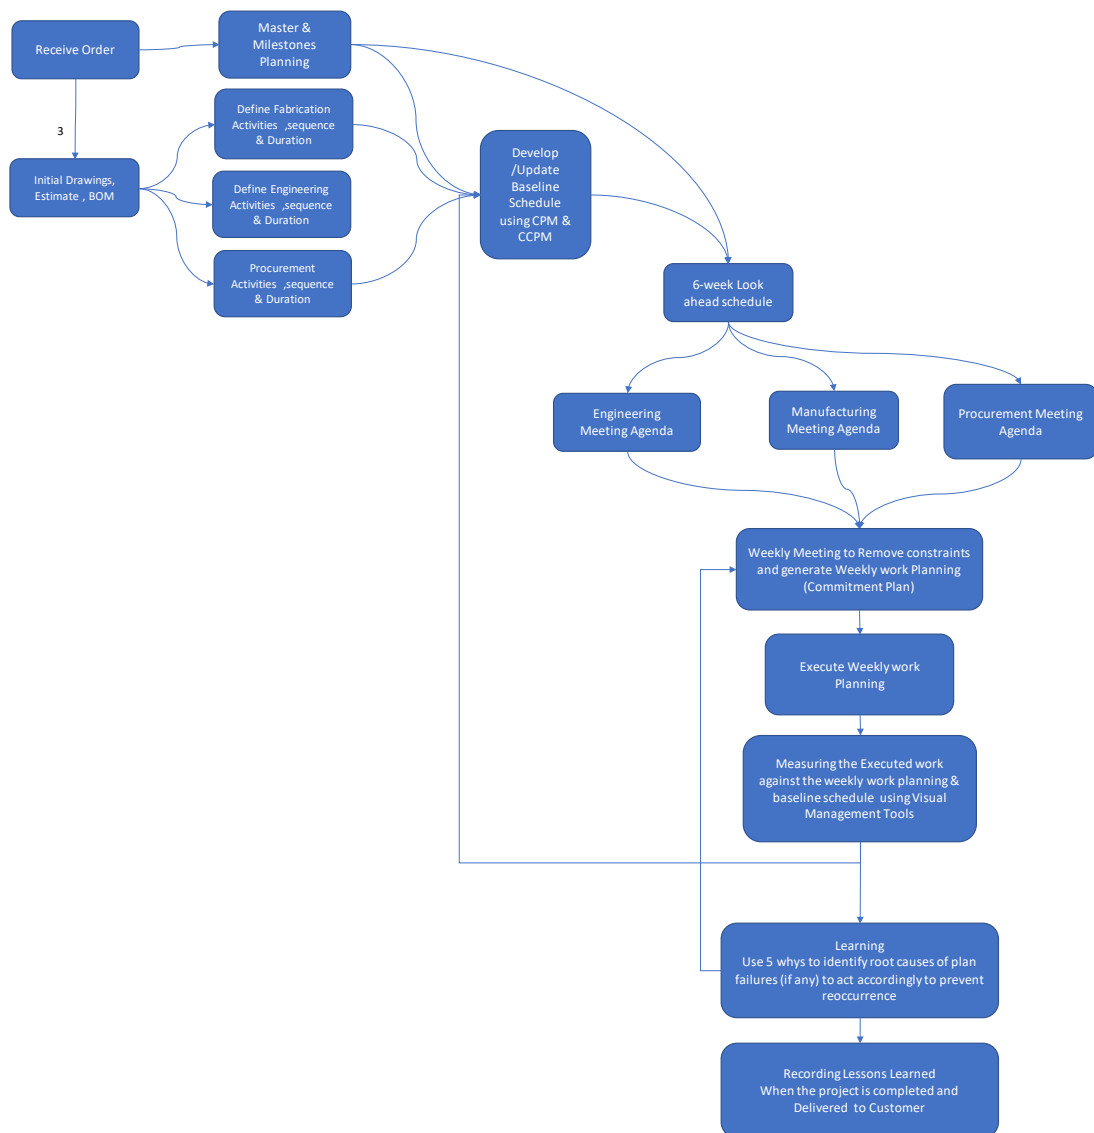 Receive Order
Master &
Milestones
Planning
3
Initial Drawings,
Estimate , BOM
Define Fabrication
Activities ,sequence
& Duration
Define Engineering
Activities ,sequence
& Duration
Procurement
Activities ,sequence
& Duration
Develop
/Update
Baseline
Schedule
using CPM &
CCPM
6-week Look
ahead schedule
Engineering
Meeting Agenda
Manufacturing
Meeting Agenda
Procurement Meeting
Agenda
Weekly Meeting to Remove constraints
and generate Weekly work Planning
(Commitment Plan)
Execute Weekly work
Planning
Measuring the Executed work
against the weekly work planning &
baseline schedule using Visual
Management Tools
Learning
Use 5 whys to identify root causes of plan
failures (if any) to act accordingly to prevent
reoccurrence
Recording Lessons Learned
When the project is completed and
Delivered to Customer